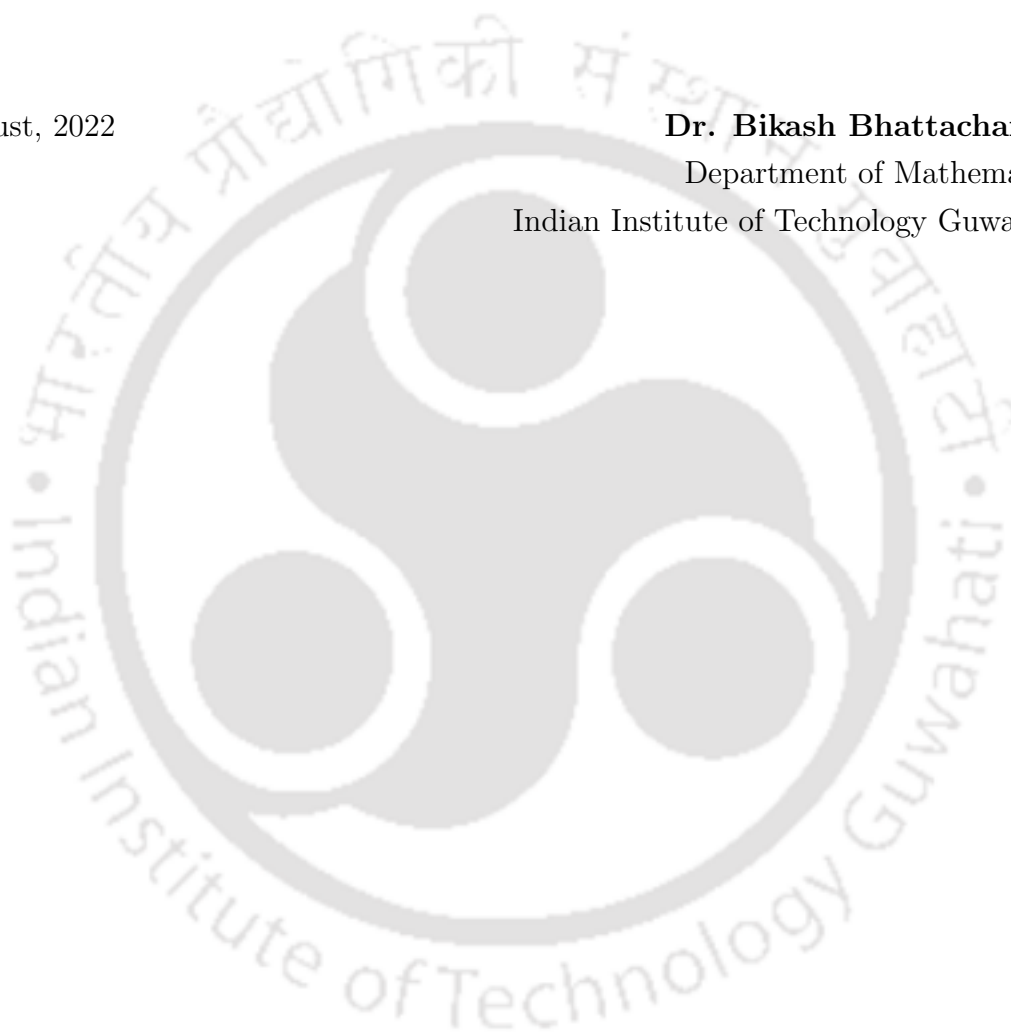 ust, 2022
Dr. Bikash Bhattachar
Department of Mathema
Indian Institute of Technology Guwa
भारतीय प्रौद्योगिकी संस्थान गुवाहाटी
• Indian Institute of Technology Guwahati •